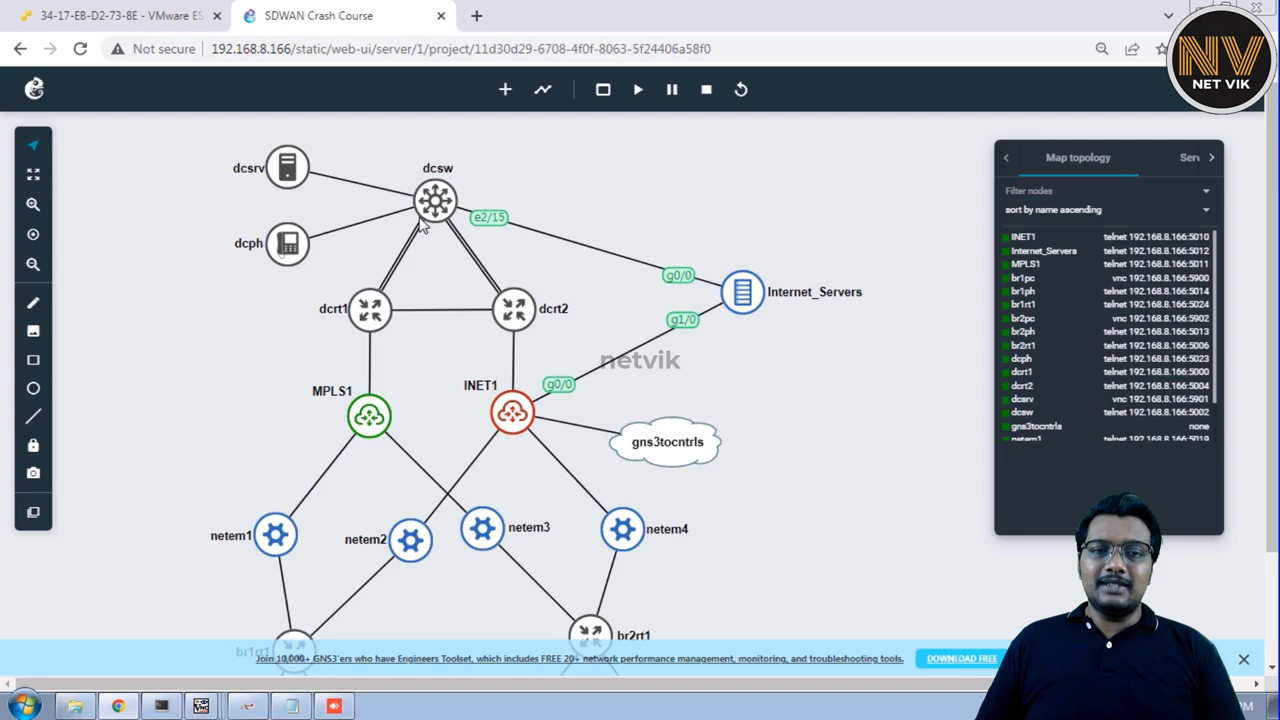 34-17-EB-D2-73-8E - VMware ES
SDWAN Crash Course
Not secure
192.168.8.166/static/web-ui/server/1/project/11d30d29-6708-4f0f-8063-5f24406a58f0
NV
NET VIK
dcsrv
dcsw
dcph
e2/15
g0/0
Internet_Servers
g1/0
dcrt1
dcrt2
netvik
MPLS1
INET1
g0/0
gns3tocntrls
netem1
netem2
netem3
netem4
br1rt1
br2rt1
Map topology
Serv
Filter nodes
sort by name ascending
INET1 telnet 192.168.8.166:5010
Internet_Servers telnet 192.168.8.166:5012
MPLS1 telnet 192.168.8.166:5011
br1pc vnc 192.168.8.166:5900
br1ph telnet 192.168.8.166:5014
br1rt1 telnet 192.168.8.166:5024
br2pc vnc 192.168.8.166:5902
br2ph telnet 192.168.8.166:5013
br2rt1 telnet 192.168.8.166:5006
dcph telnet 192.168.8.166:5023
dcrt1 telnet 192.168.8.166:5000
dcrt2 telnet 192.168.8.166:5004
dcsrv vnc 192.168.8.166:5901
dcsw telnet 192.168.8.166:5002
gns3tocntrls none
netem1 telnet 192.168.8.166:5019
Join 10,000+ GNS3'ers who have Engineers Toolset, which includes FREE 20+ network performance management, monitoring, and troubleshooting tools.
DOWNLOAD FREE